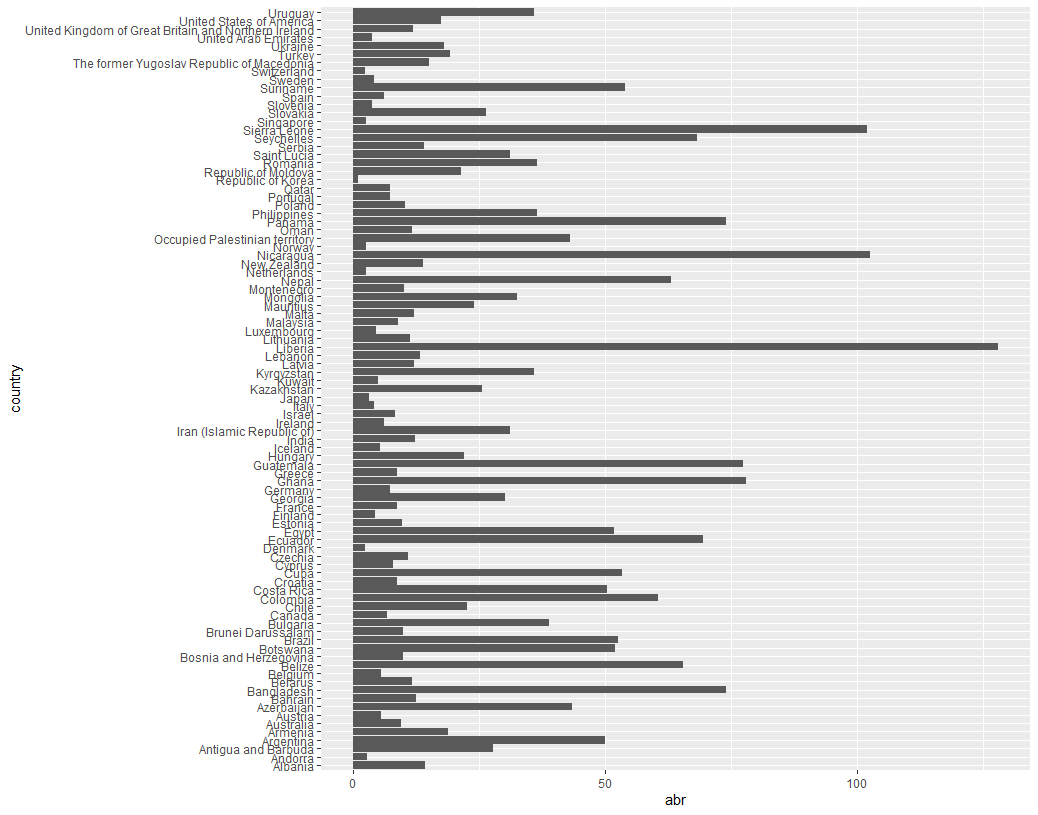 Uruguay
United States of America
United Kingdom of Great Britain and Northern Ireland
United Arab Emirates
Ukraine
Turkey
The former Yugoslav Republic of Macedonia
Switzerland
Sweden
Suriname
Spain
Slovenia
Slovakia
Singapore
Sierra Leone
Seychelles
Serbia
Saint Lucia
Romania
Republic of Moldova
Republic of Korea
Qatar
Portugal
Poland
Philippines
Panama
Oman
Occupied Palestinian territory
Norway
Nicaragua
New Zealand
Netherlands
Nepal
Montenegro
Mongolia
Mauritius
Malta
Malaysia
Luxembourg
Lithuania
Liberia
Lebanon
Latvia
Kyrgyzstan
Kuwait
Kazakhstan
Japan
Italy
Israel
Ireland
Iran (Islamic Republic of)
India
Iceland
Hungary
Guatemala
Greece
Ghana
Germany
Georgia
France
Finland
Estonia
Egypt
Ecuador
Denmark
Czechia
Cyprus
Cuba
Croatia
Costa Rica
Colombia
Chile
Canada
Bulgaria
Brunei Darussalam
Brazil
Botswana
Bosnia and Herzegovina
Belize
Belgium
Belarus
Bangladesh
Bahrain
Azerbaijan
Austria
Australia
Armenia
Argentina
Antigua and Barbuda
Andorra
Albania
country
0 50 100
abr